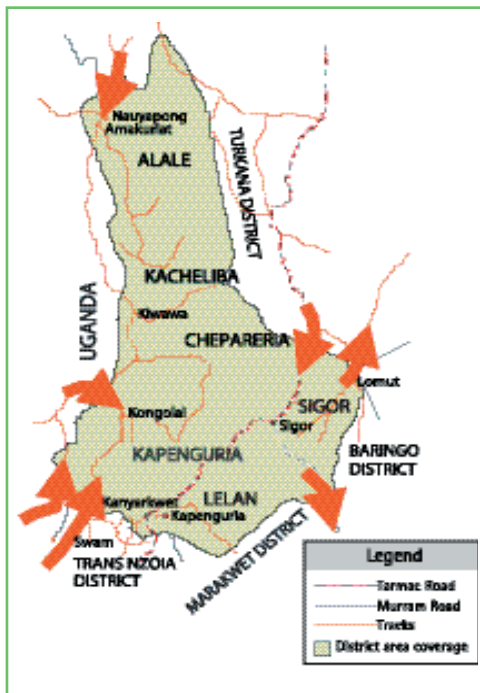 Nauyapong
Amakuriat
ALALE
TURKANA DISTRICT
KACHELIBA
UGANDA
Kiwawa
CHEPARERIA
Lomut
SIGOR
Kongolai
Sigor
KAPENGURIA
BARINGO
DISTRICT
LELAN
Kanyarkwet
Kapenguria
Swam
TRANS NZOIA
DISTRICT
MARAKWET DISTRICT
Legend
Tarmac Road
Murram Road
Tracks
District area coverage